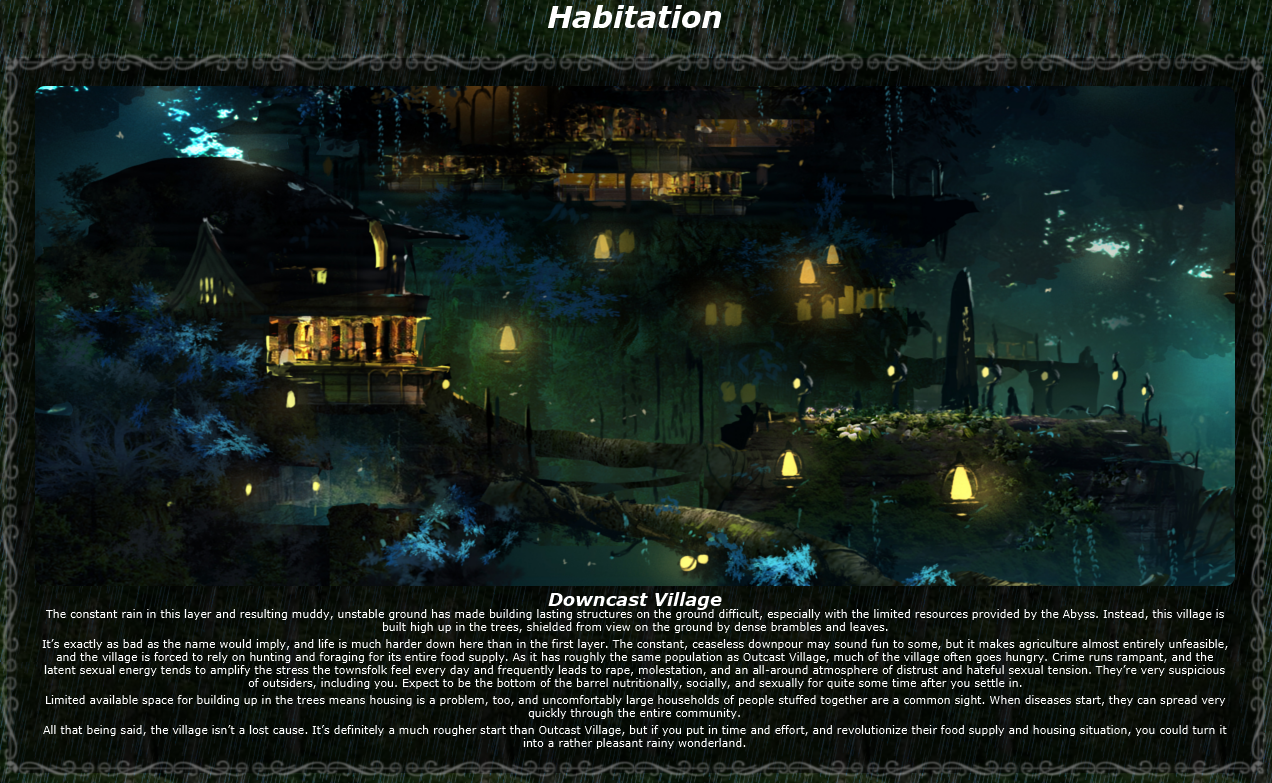 Habitation
Downcast Village
The constant rain in this layer and resulting muddy, unstable ground has made building lasting structures on the ground difficult, especially with the limited resources provided by the Abyss. Instead, this village is
built high up in the trees, shielded from view on the ground by dense brambles and leaves.
It's exactly as bad as the name would imply, and life is much harder down here than in the first layer. The constant, ceaseless downpour may sound fun to some, but it makes agriculture almost entirely unfeasible,
and the village is forced to rely on hunting and foraging for its entire food supply. As it has roughly the same population as Outcast Village, much of the village often goes hungry. Crime runs rampant, and the
latent sexual energy tends to amplify the stress the townsfolk feel every day and frequently leads to rape, molestation, and an all-around atmosphere of distrust and hateful sexual tension. They're very suspicious
of outsiders, including you. Expect to be the bottom of the barrel nutritionally, socially, and sexually for quite some time after you settle in.
Limited available space for building up in the trees means housing is a problem, too, and uncomfortably large households of people stuffed together are a common sight. When diseases start, they can spread very
quickly through the entire community.
All that being said, the village isn't a lost cause. It's definitely a much rougher start than Outcast Village, but if you put in time and effort, and revolutionize their food supply and housing situation, you could turn it
into a rather pleasant rainy wonderland.